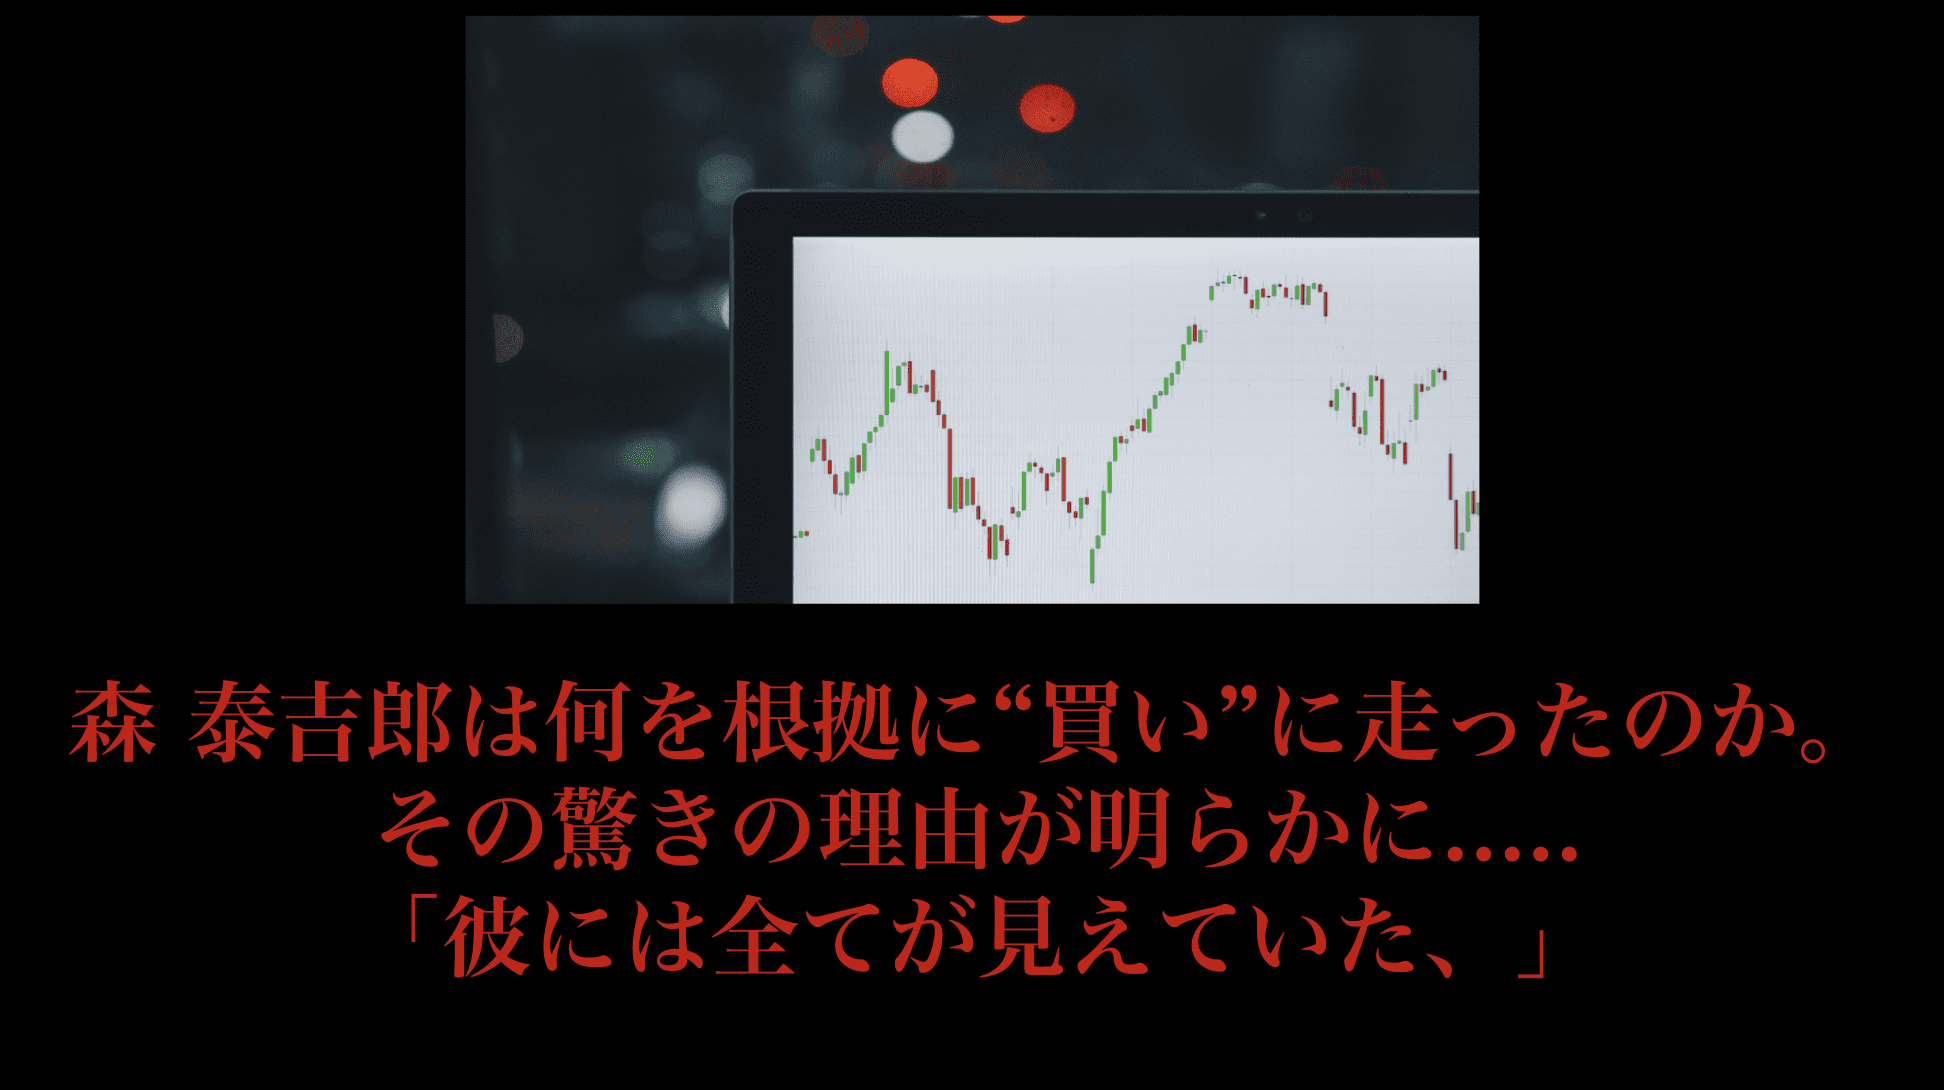 森 泰吉郎は何を根拠に“買い”に走ったのか。
その驚きの理由が明らかに.....
「彼には全てが見えていた、」